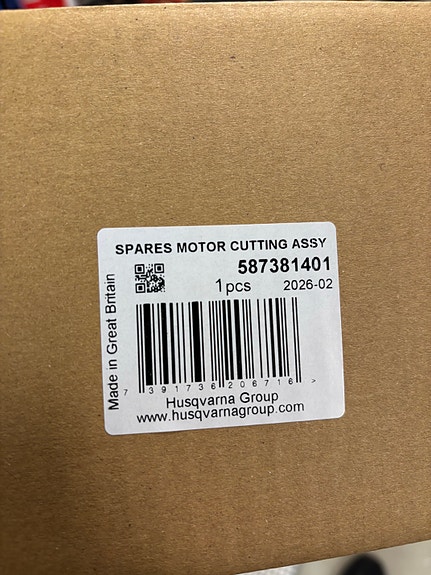 SPARES MOTOR CUTTING ASSY
587381401
1pcs 2026-02
Made in Great Britain
7 391736 206716 >
Husqvarna Group
www.husqvarnagroup.com